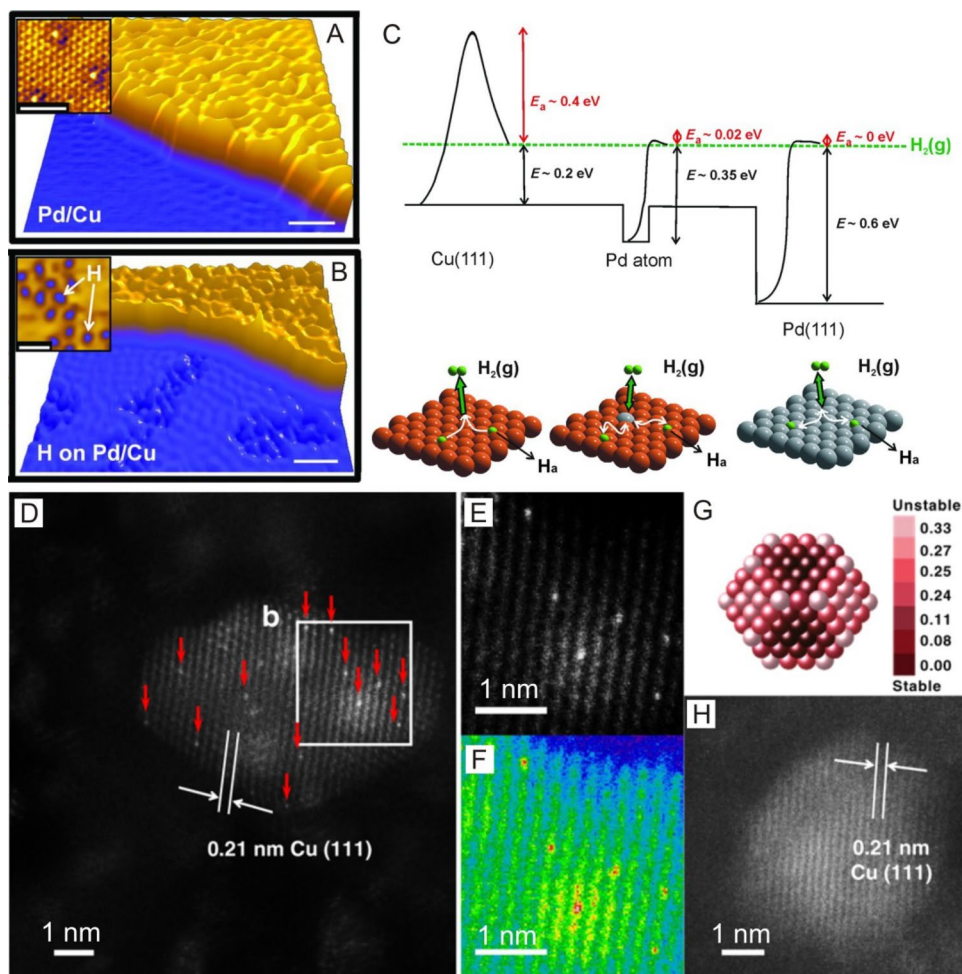 A
Pd/Cu
B
H
H on Pd/Cu
C
Eₐ ~ 0.4 eV
E ~ 0.2 eV
Eₐ ~ 0.02 eV
E ~ 0.35 eV
Eₐ ~ 0 eV
H₂(g)
E ~ 0.6 eV
Cu(111)
Pd atom
Pd(111)
H₂(g)
H₂(g)
H₂(g)
Hₐ
Hₐ
Hₐ
D
b
0.21 nm Cu (111)
1 nm
E
1 nm
F
1 nm
G
Unstable
0.33
0.27
0.25
0.24
0.11
0.08
0.00
Stable
H
0.21 nm
Cu (111)
1 nm